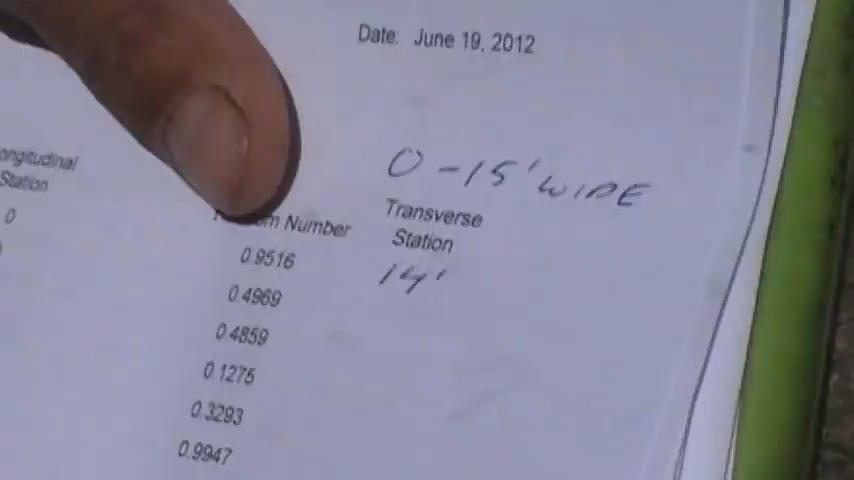 Date: June 19, 2012
0-15' WIDE
Station
0
Number
Transverse
Station
0.9516
14'
0.4969
0.4859
0.1275
0.3293
0.9947